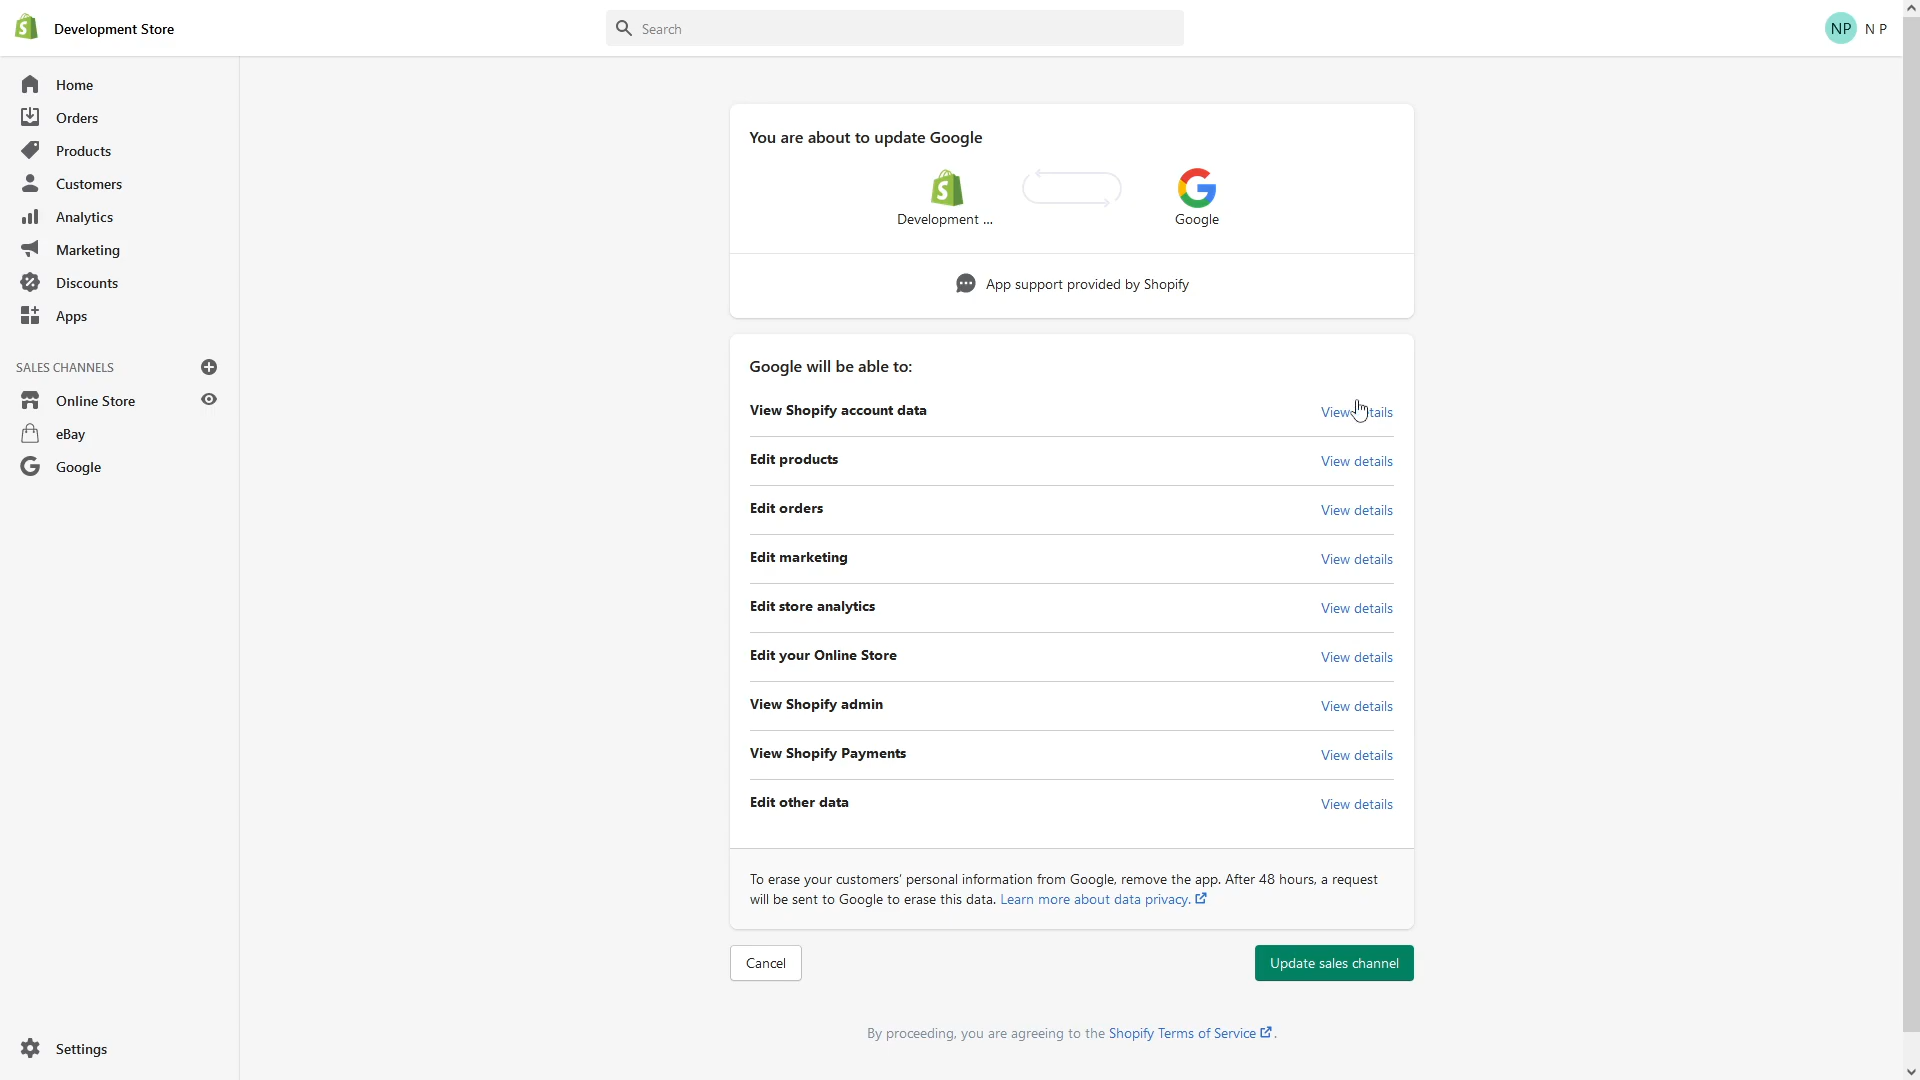 Development Store
Search
NP
N P
Home
Orders
Products
Customers
Analytics
Marketing
Discounts
Apps
SALES CHANNELS
Online Store
eBay
Google
Settings
You are about to update Google
Development ...
Google
App support provided by Shopify
Google will be able to:
View Shopify account data
View details
Edit products
View details
Edit orders
View details
Edit marketing
View details
Edit store analytics
View details
Edit your Online Store
View details
View Shopify admin
View details
View Shopify Payments
View details
Edit other data
View details
To erase your customers' personal information from Google, remove the app. After 48 hours, a request
will be sent to Google to erase this data. Learn more about data privacy.
Cancel
Update sales channel
By proceeding, you are agreeing to the Shopify Terms of Service .